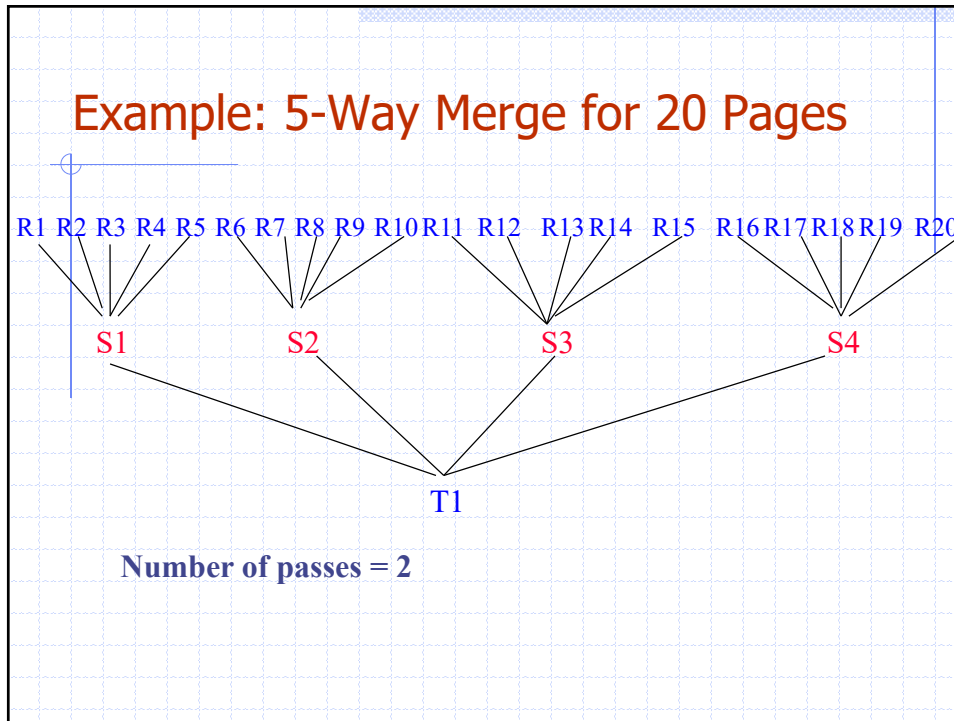 Example: 5-Way Merge for 20 Pages
R1 R2 R3 R4 R5 R6 R7 R8 R9 R10 R11 R12 R13 R14 R15 R16 R17 R18 R19 R20
S1 S2 S3 S4
T1
Number of passes = 2